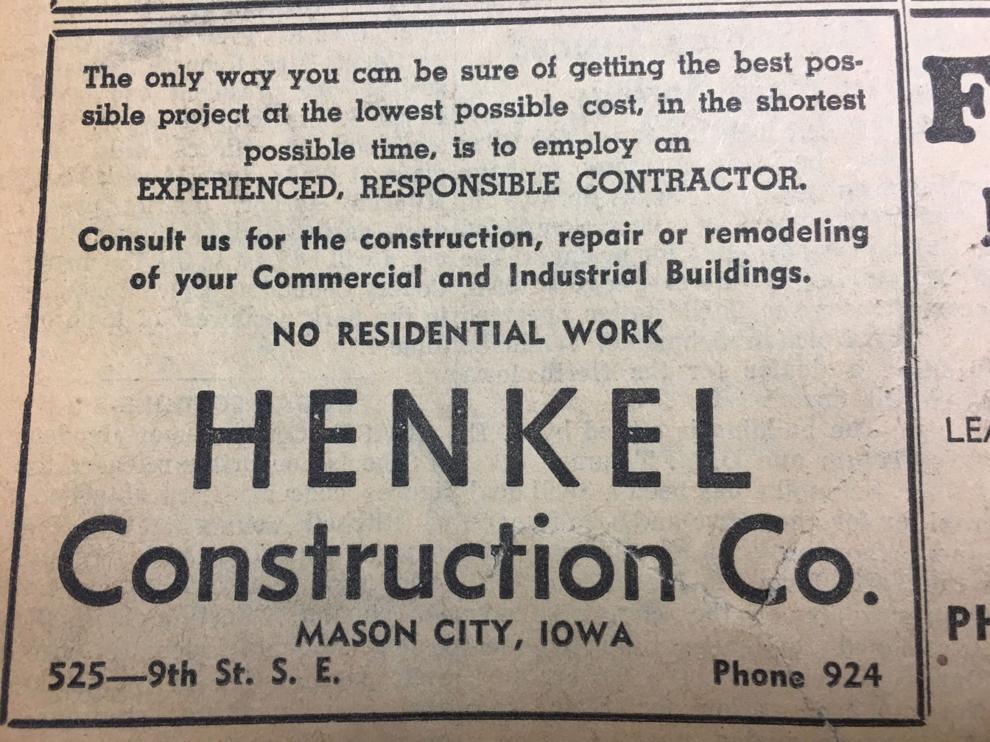 The only way you can be sure of getting the best pos-
sible project at the lowest possible cost, in the shortest
possible time, is to employ an
EXPERIENCED, RESPONSIBLE CONTRACTOR.
Consult us for the construction, repair or remodeling
of your Commercial and Industrial Buildings.
NO RESIDENTIAL WORK
HENKEL
Construction Co.
MASON CITY, IOWA
525—9th St. S. E. Phone 924